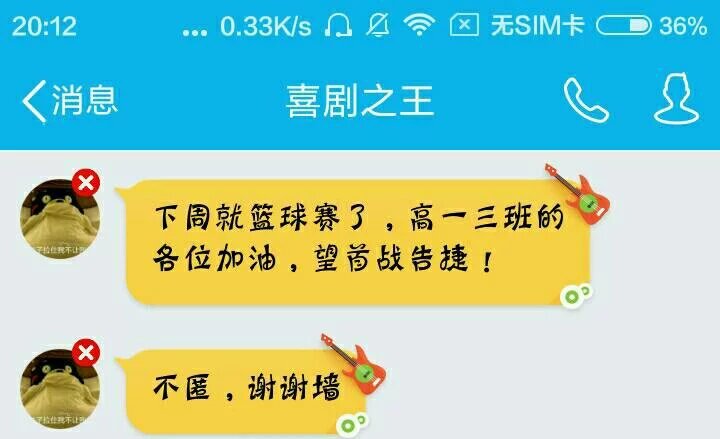 20:12 ... 0.33K/s 无SIM卡 36%
消息 喜剧之王
下周就篮球赛了，高一三班的
各位加油，望首战告捷！
不匿，谢谢墙